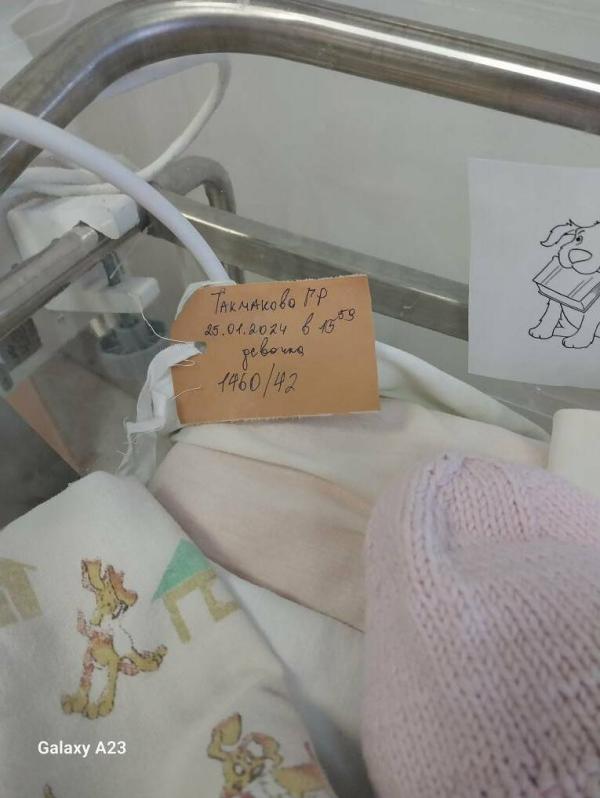 Такмакова ГР
25.01.2024 в 15 59
девочка
1460/42
Galaxy A23